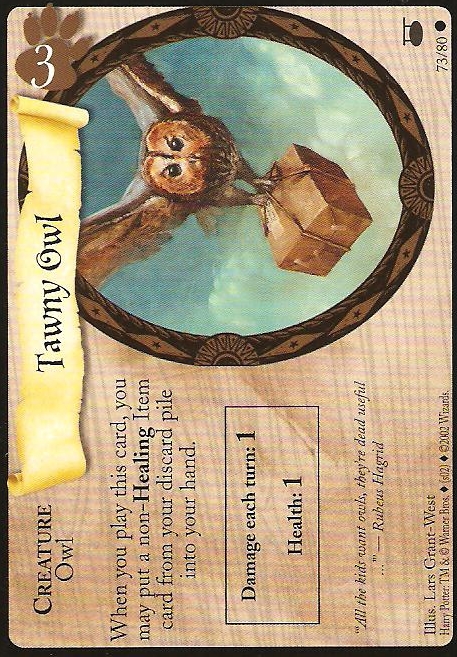 3
Tawny Owl
CREATURE
Owl
When you play this card, you
may put a non-Healing Item
card from your discard pile
into your hand.
Damage each turn: 1
Health: 1
"All the kids want owls, they're dead useful
..." — Rubeus Hagrid
Illus. Lars Grant-West
Harry Potter, TM & © Warner Bros. ♦ (s02) ♦ ©2002 Wizards.
73/80 ●